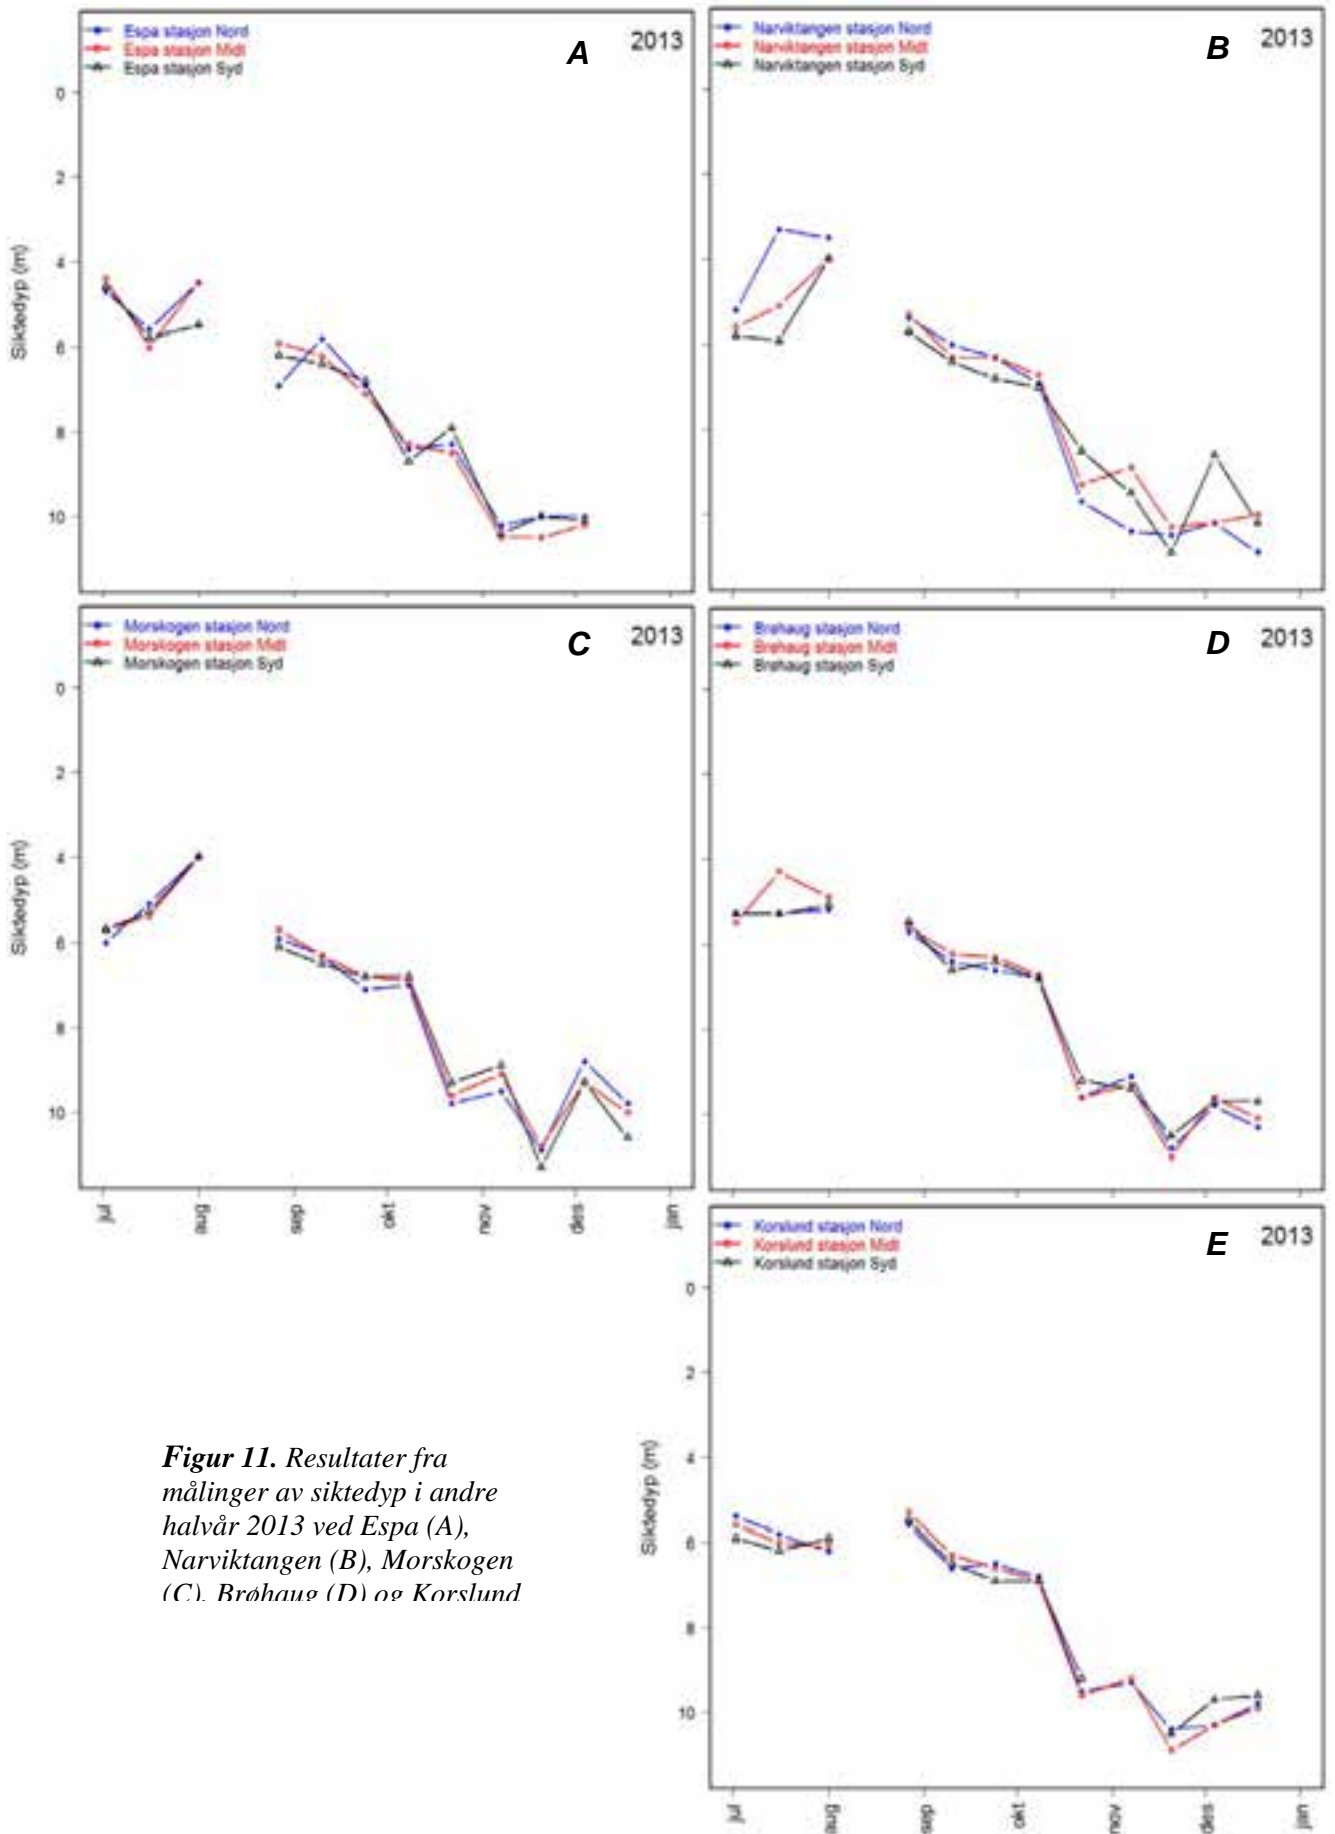 Espa stasjon Nord
Espa stasjon Midt
Espa stasjon Syd
A
2013
0
2
4
6
8
10
Siktedyp (m)
Narviktangen stasjon Nord
Narviktangen stasjon Midt
Narviktangen stasjon Syd
B
2013
Morskogen stasjon Nord
Morskogen stasjon Midt
Morskogen stasjon Syd
C
2013
0
2
4
6
8
10
Siktedyp (m)
jul
aug
sep
okt
nov
des
jan
Brøhaug stasjon Nord
Brøhaug stasjon Midt
Brøhaug stasjon Syd
D
2013
Korslund stasjon Nord
Korslund stasjon Midt
Korslund stasjon Syd
E
2013
0
2
4
6
8
10
Siktedyp (m)
jul
aug
sep
okt
nov
des
jan
Figur 11. Resultater fra
målinger av siktedyp i andre
halvår 2013 ved Espa (A),
Narviktangen (B), Morskogen
(C), Brøhaug (D) og Korslund